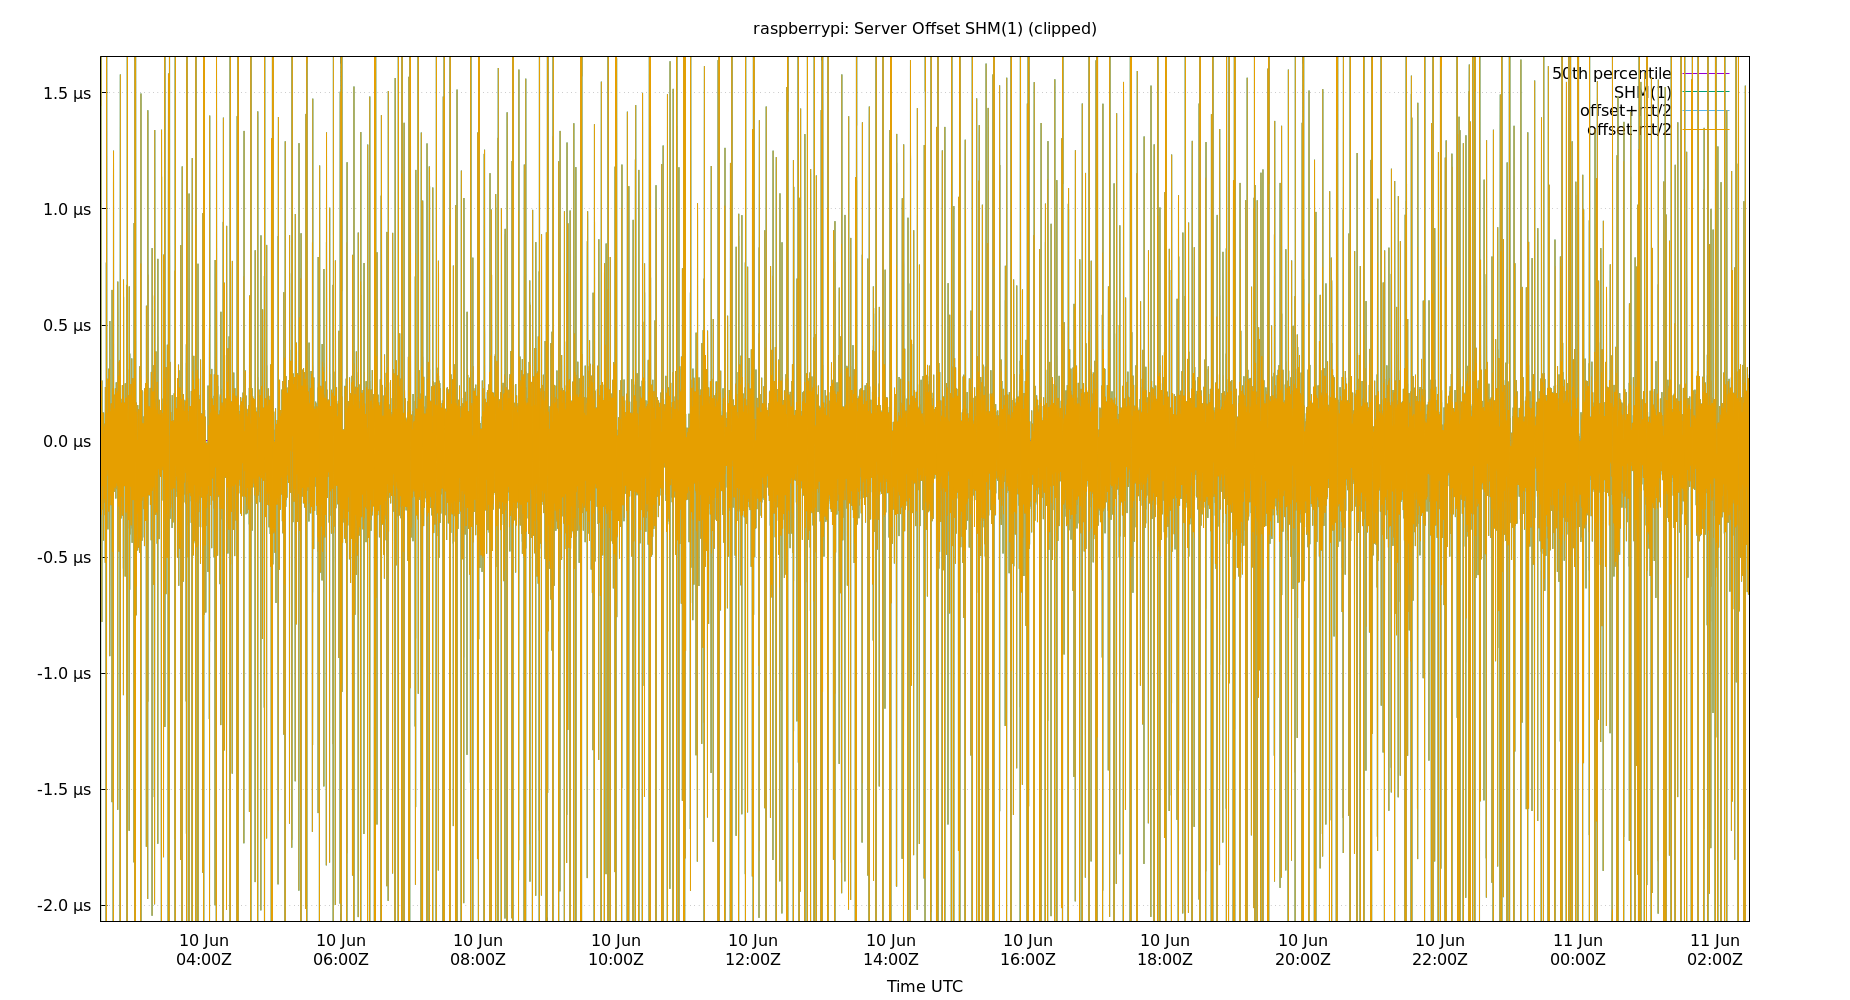 raspberrypi: Server Offset SHM(1) (clipped)
50th percentile
SHM(1)
offset+rtt/2
offset-rtt/2
1.5 µs
1.0 µs
0.5 µs
0.0 µs
-0.5 µs
-1.0 µs
-1.5 µs
-2.0 µs
10 Jun 10 Jun 10 Jun 10 Jun 10 Jun 10 Jun 10 Jun 10 Jun 10 Jun 10 Jun 11 Jun 11 Jun
04:00Z 06:00Z 08:00Z 10:00Z 12:00Z 14:00Z 16:00Z 18:00Z 20:00Z 22:00Z 00:00Z 02:00Z
Time UTC